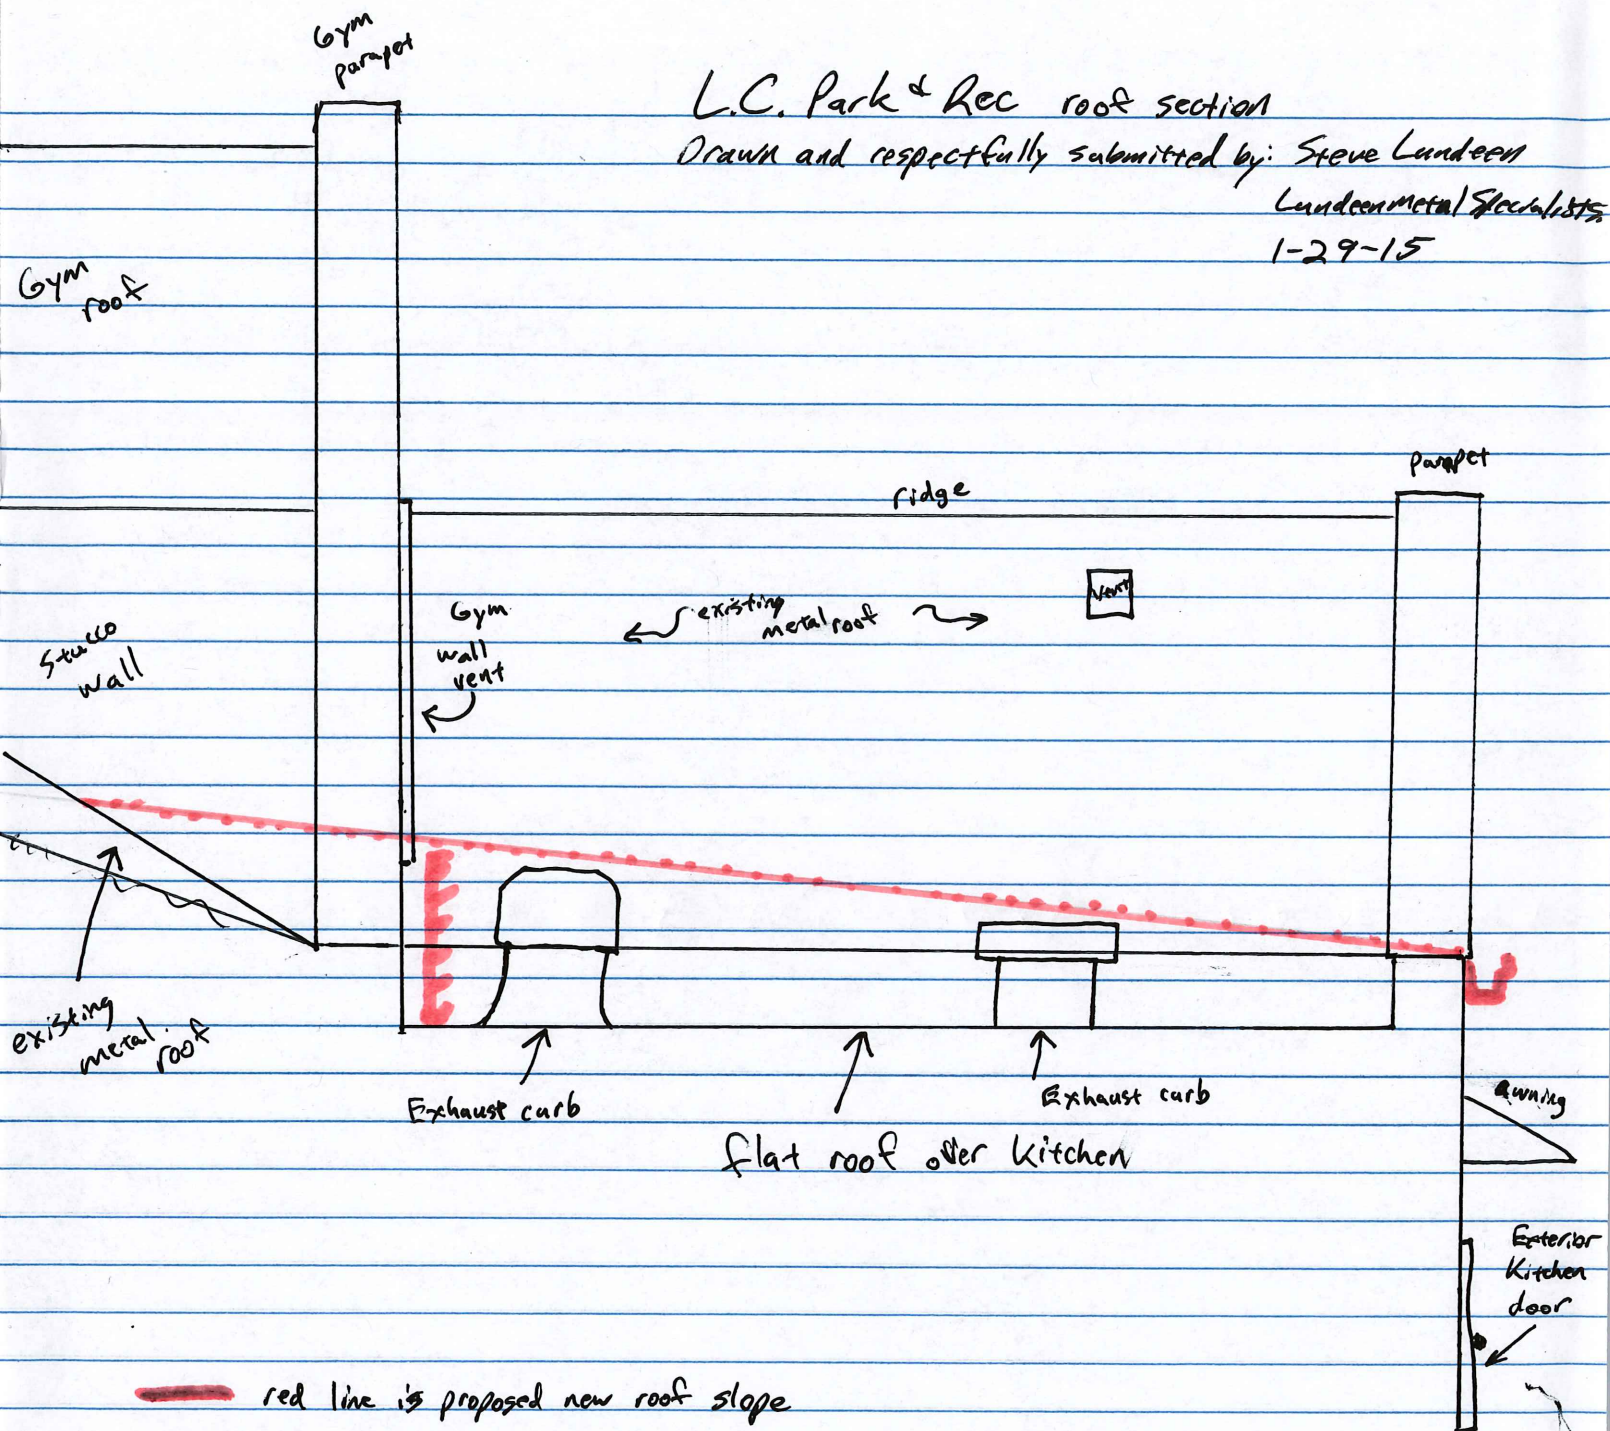 Gym
parapet
L.C. Park & Rec roof section
Drawn and respectfully submitted by: Steve Lundeen
Lundeen Metal Specialists
1-29-15
Gym
roof
parapet
ridge
vent
existing
metal roof
Gym
wall
vent
stucco
wall
existing
metal roof
Exhaust curb
Exhaust curb
flat roof over kitchen
awning
Exterior
Kitchen
door
red line is proposed new roof slope